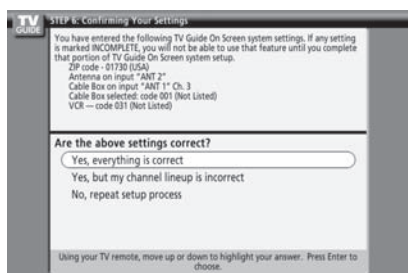 TV
GUIDE
STEP 6: Confirming Your Settings
You have entered the following TV Guide On Screen system settings. If any setting
is marked INCOMPLETE, you will not be able to use that feature until you complete
that portion of TV Guide On Screen system setup.
ZIP code - 01730 (USA)
Antenna on input "ANT 2"
Cable Box on input "ANT 1" Ch. 3
Cable Box selected: code 001 (Not Listed)
VCR — code 031 (Not Listed)
Are the above settings correct?
Yes, everything is correct
Yes, but my channel lineup is incorrect
No, repeat setup process
Using your TV remote, move up or down to highlight your answer. Press Enter to
choose.